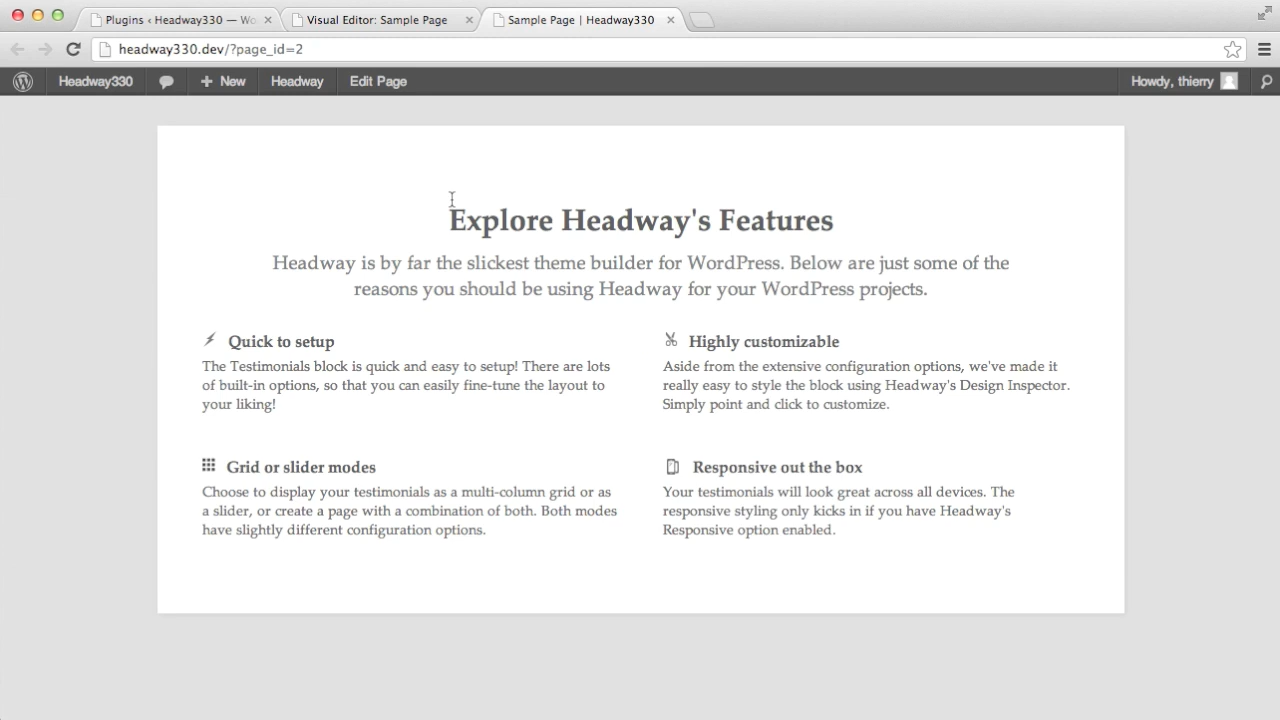 Plugins ‹ Headway330 — Wo
Visual Editor: Sample Page
Sample Page | Headway330
headway330.dev/?page_id=2
Headway330
+ New
Headway
Edit Page
Howdy, thierry
Explore Headway's Features
Headway is by far the slickest theme builder for WordPress. Below are just some of the
reasons you should be using Headway for your WordPress projects.
Quick to setup
The Testimonials block is quick and easy to setup! There are lots
of built-in options, so that you can easily fine-tune the layout to
your liking!
Highly customizable
Aside from the extensive configuration options, we've made it
really easy to style the block using Headway's Design Inspector.
Simply point and click to customize.
Grid or slider modes
Choose to display your testimonials as a multi-column grid or as
a slider, or create a page with a combination of both. Both modes
have slightly different configuration options.
Responsive out the box
Your testimonials will look great across all devices. The
responsive styling only kicks in if you have Headway's
Responsive option enabled.